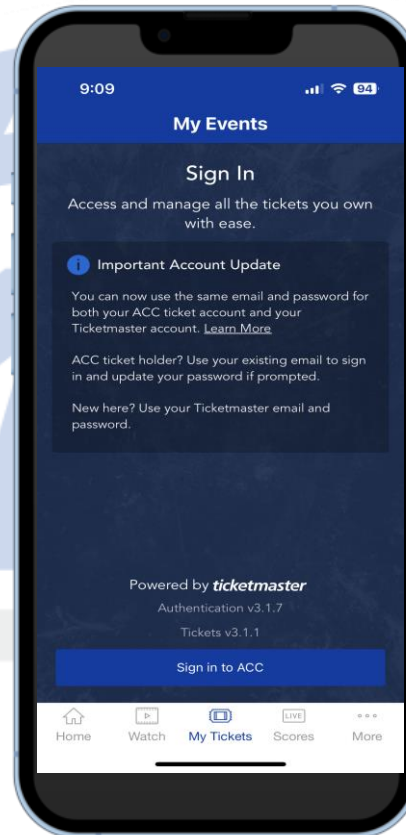 9:09
94
My Events
Sign In
Access and manage all the tickets you own
with ease.
i Important Account Update
You can now use the same email and password for
both your ACC ticket account and your
Ticketmaster account. Learn More
ACC ticket holder? Use your existing email to sign
in and update your password if prompted.
New here? Use your Ticketmaster email and
password.
Powered by ticketmaster
Authentication v3.1.7
Tickets v3.1.1
Sign in to ACC
LIVE
Home Watch My Tickets Scores More